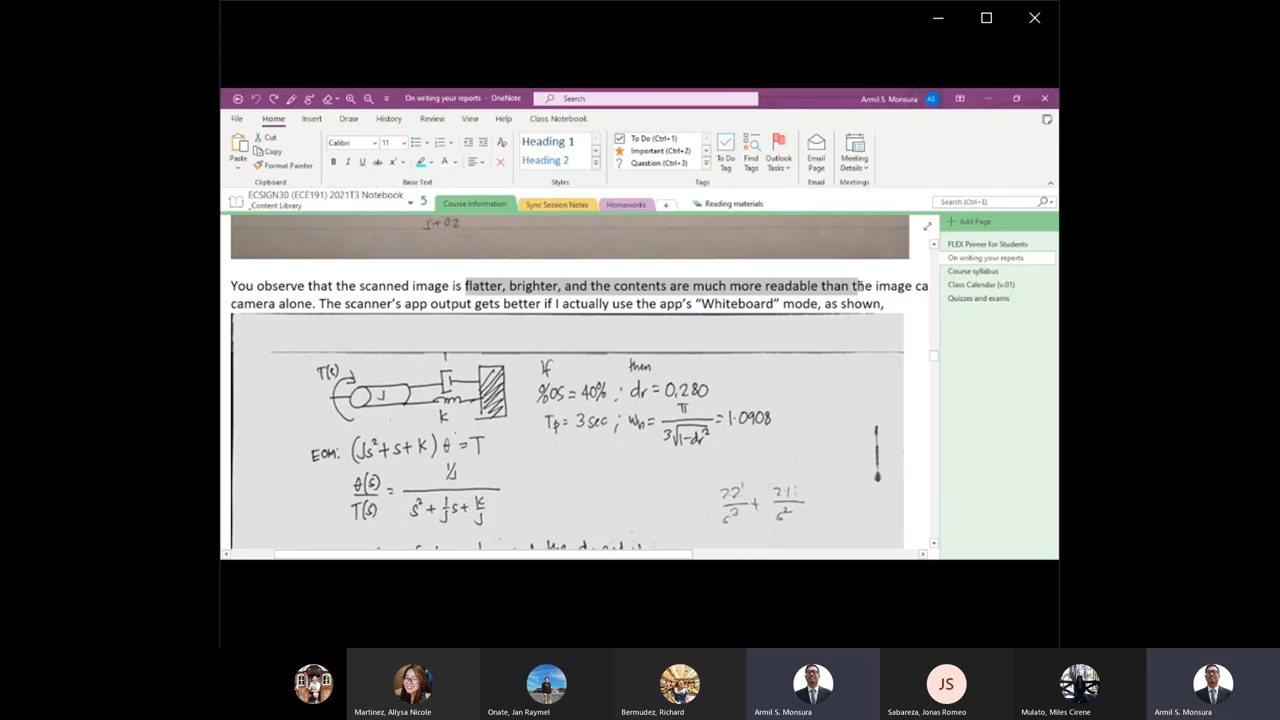 On writing your reports - OneNote
Search
Armil S. Monsura
AS
File Home Insert Draw History Review View Help Class Notebook
Paste
Cut
Copy
Format Painter
Clipboard
Calibri 11
B I U ab x
A
Basic Text
Heading 1
Heading 2
Styles
To Do (Ctrl+1)
Important (Ctrl+2)
Question (Ctrl+3)
Tags
To Do Tag
Find Tags
Outlook Tasks
Email Page
Email
Meeting Details
Meetings
ECSIGN30 (ECE191) 2021T3 Notebook
_Content Library
5
Course Information Sync Session Notes Homeworks + Reading materials
Search (Ctrl+E)
Add Page
FLEX Primer for Students
On writing your reports
Course syllabus
Class Calendar (v.01)
Quizzes and exams
s+0.2
You observe that the scanned image is flatter, brighter, and the contents are much more readable than the image ca
camera alone. The scanner's app output gets better if I actually use the app's "Whiteboard" mode, as shown,
T(t)
J
K
If then
%OS = 40% ; dr = 0.280
Tp = 3 sec ; Wn = π / 3√1-dr² = 1.0908
EOM: (Js²+s+K) θ = T
θ(s)/T(s) = 1/J / s² + 1/J s + K/J
Martinez, Allysa Nicole
Onate, Jan Raymel
Bermudez, Richard
Armil S. Monsura
JS
Sabareza, Jonas Romeo
Mulato, Miles Cirene
Armil S. Monsura